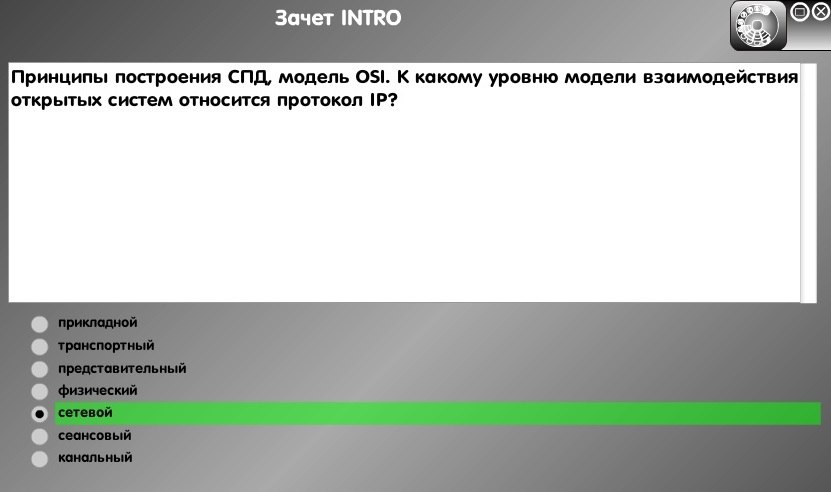 Зачет INTRO
Принципы построения СПД, модель OSI. К какому уровню модели взаимодействия
открытых систем относится протокол IP?
прикладной
транспортный
представительный
физический
сетевой
сеансовый
канальный